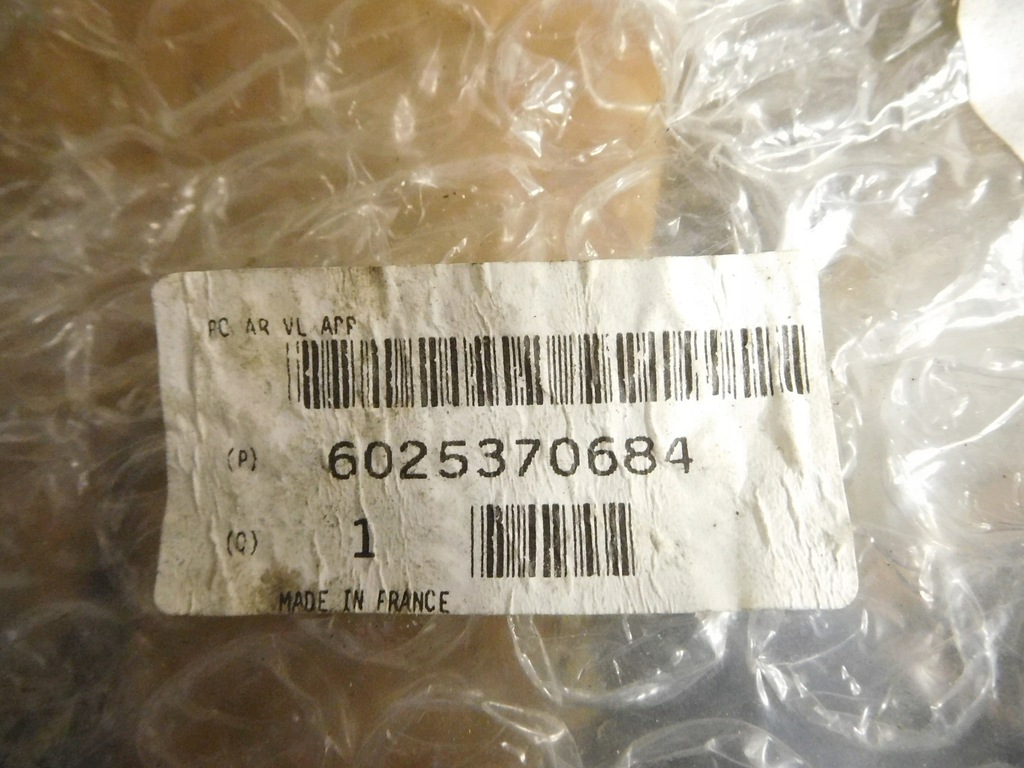 PC AR VL APP
(P) 6025370684
(Q) 1
MADE IN FRANCE